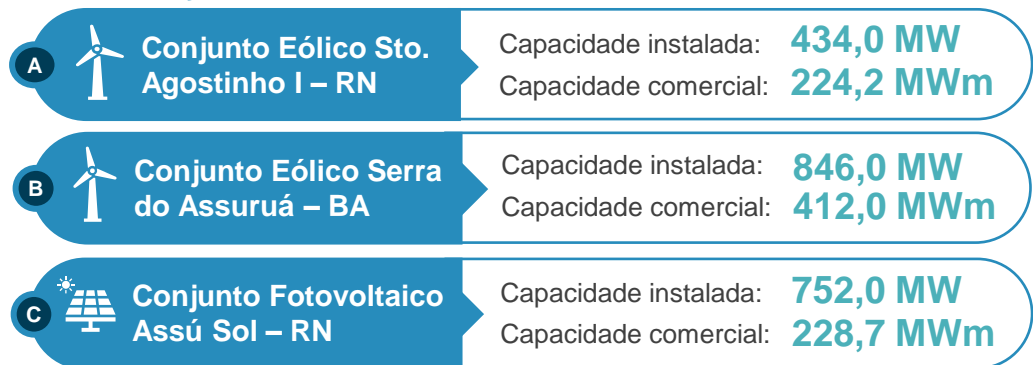 A
Conjunto Eólico Sto.
Agostinho I – RN
Capacidade instalada: 434,0 MW
Capacidade comercial: 224,2 MWm
B
Conjunto Eólico Serra
do Assuruá – BA
Capacidade instalada: 846,0 MW
Capacidade comercial: 412,0 MWm
C
Conjunto Fotovoltaico
Assú Sol – RN
Capacidade instalada: 752,0 MW
Capacidade comercial: 228,7 MWm